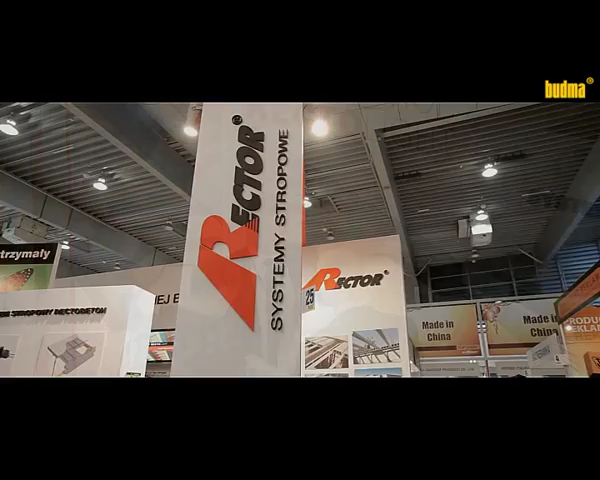 budma®
RECTOR®
SYSTEMY STROPOWE
RECTOR®
25
trzymały
STROPOWY RECTOBETON
Made in
China
Made in
China